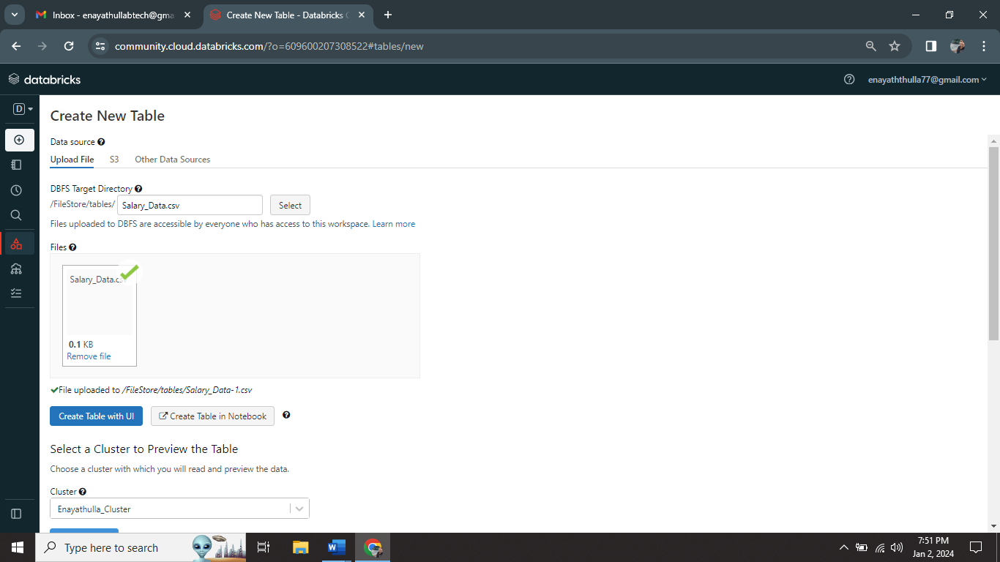 Inbox - enayathullabtech@gma
Create New Table - Databricks C
community.cloud.databricks.com/?o=609600207308522#tables/new
databricks
enayaththulla77@gmail.com
D
Create New Table
Data source
Upload File S3 Other Data Sources
DBFS Target Directory
/FileStore/tables/ Salary_Data.csv Select
Files uploaded to DBFS are accessible by everyone who has access to this workspace. Learn more
Files
Salary_Data.cs
0.1 KB
Remove file
File uploaded to /FileStore/tables/Salary_Data-1.csv
Create Table with UI Create Table in Notebook
Select a Cluster to Preview the Table
Choose a cluster with which you will read and preview the data.
Cluster
Enayathulla_Cluster
Type here to search
7:51 PM
Jan 2, 2024